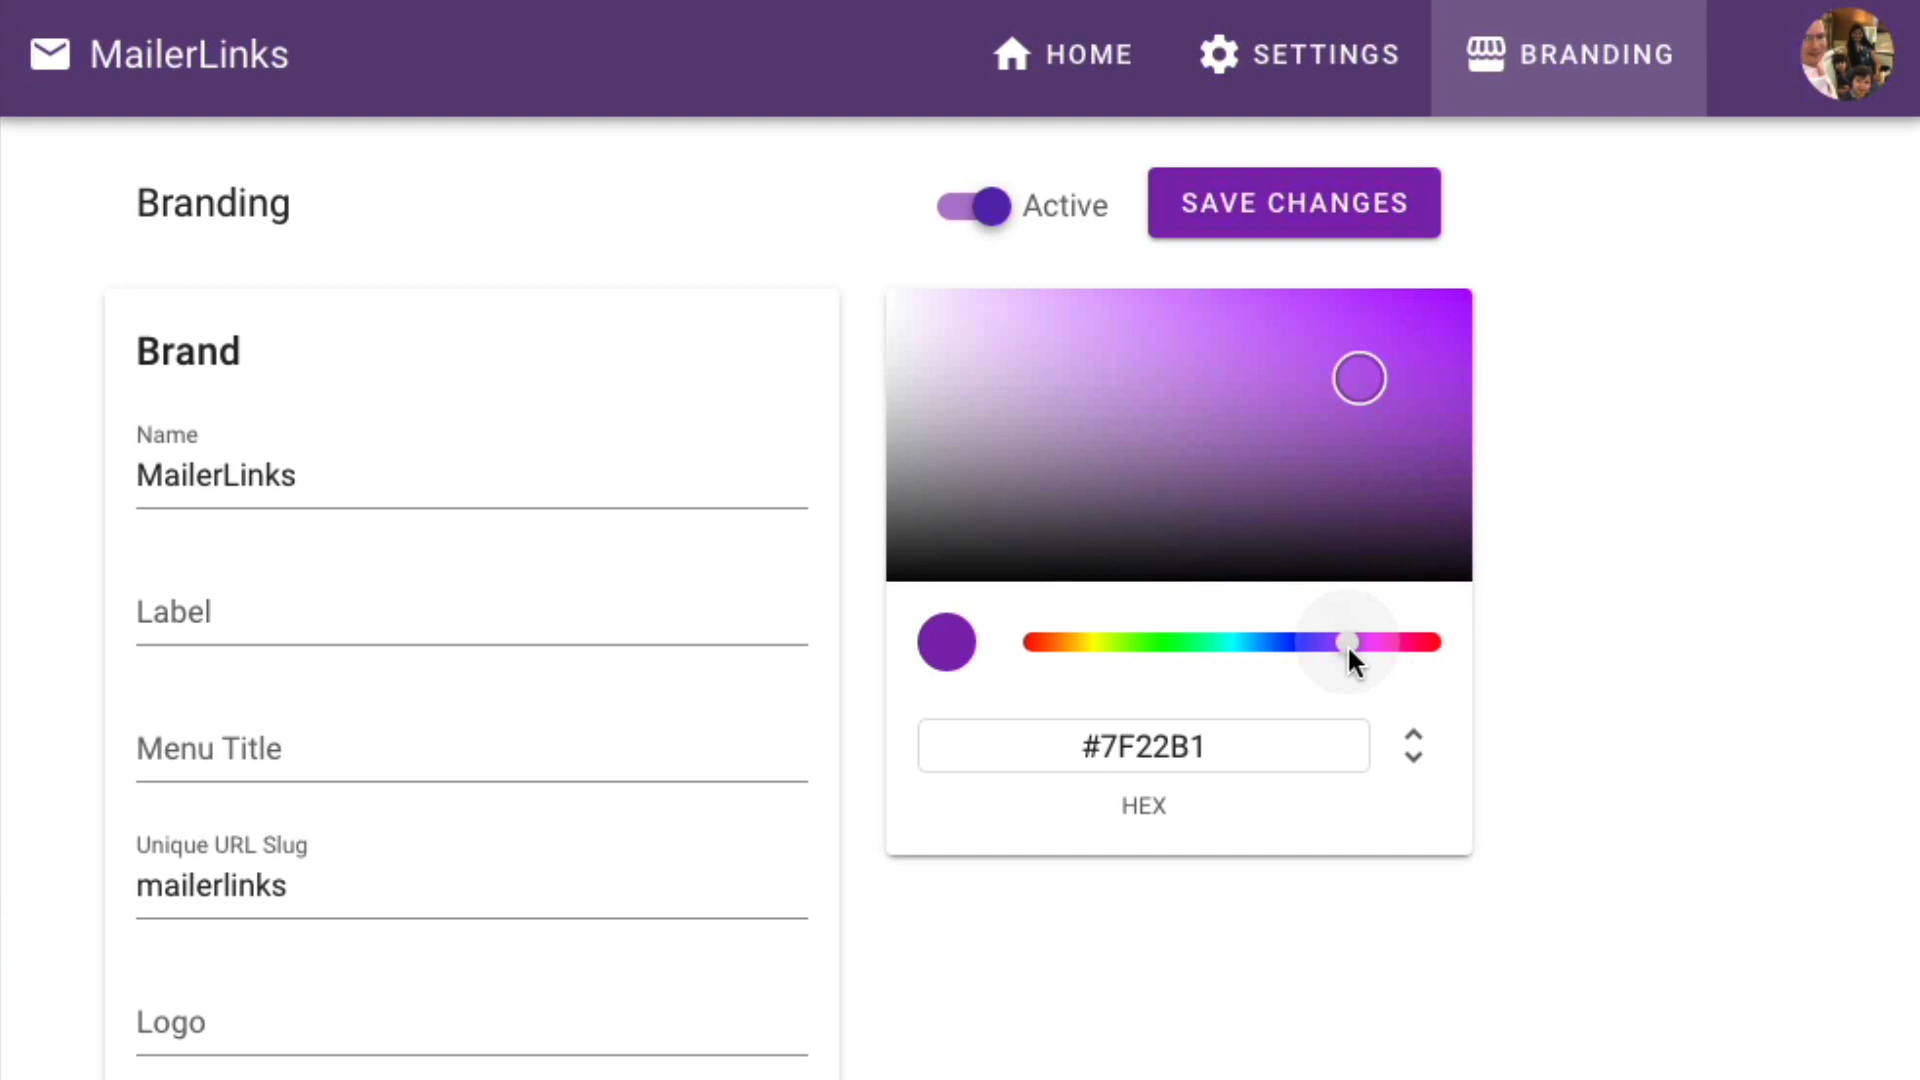 MailerLinks
HOME
SETTINGS
BRANDING
Branding
Active
SAVE CHANGES
Brand
Name
MailerLinks
Label
Menu Title
Unique URL Slug
mailerlinks
Logo
#7F22B1
HEX